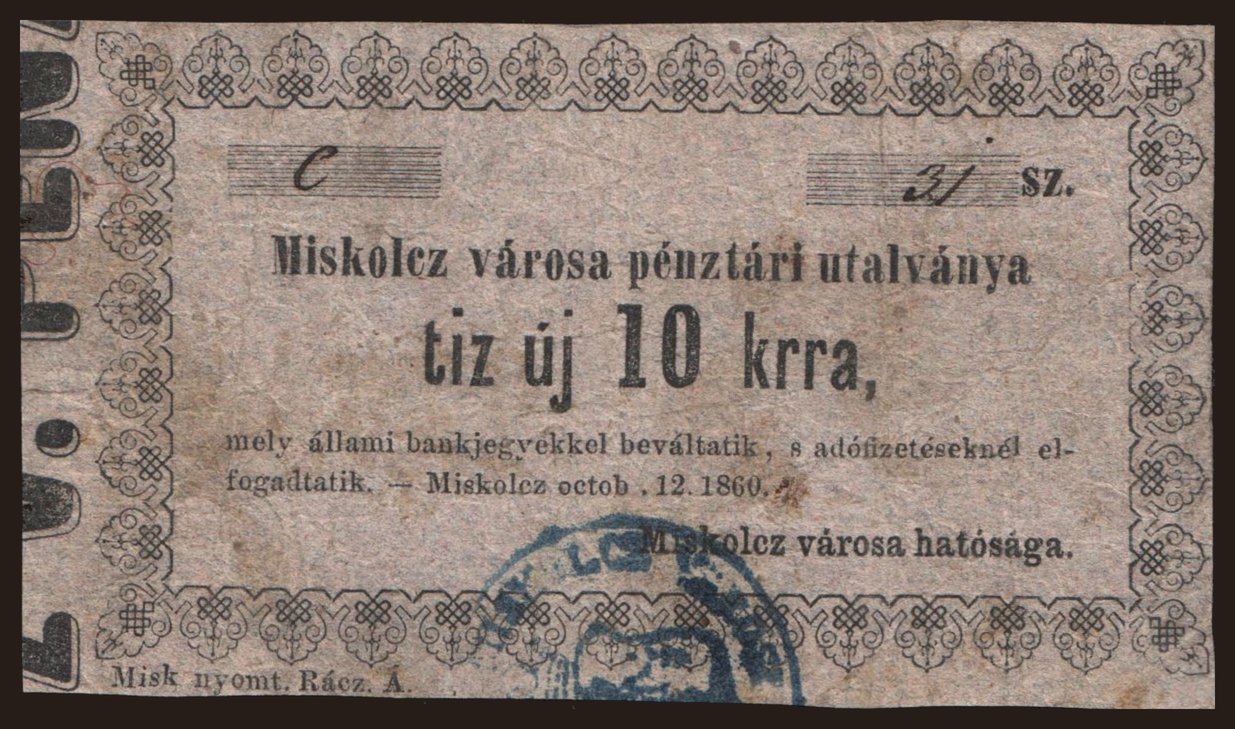 C 31 sz.
Miskolcz városa pénztári utalványa
tiz új 10 krra,
mely állami bankjegyekkel beváltatik, s adófizetéseknél el-
fogadtatik. — Miskolcz octob. 12. 1860.
Miskolcz városa hatósága.
Misk nyomt. Rácz. A.